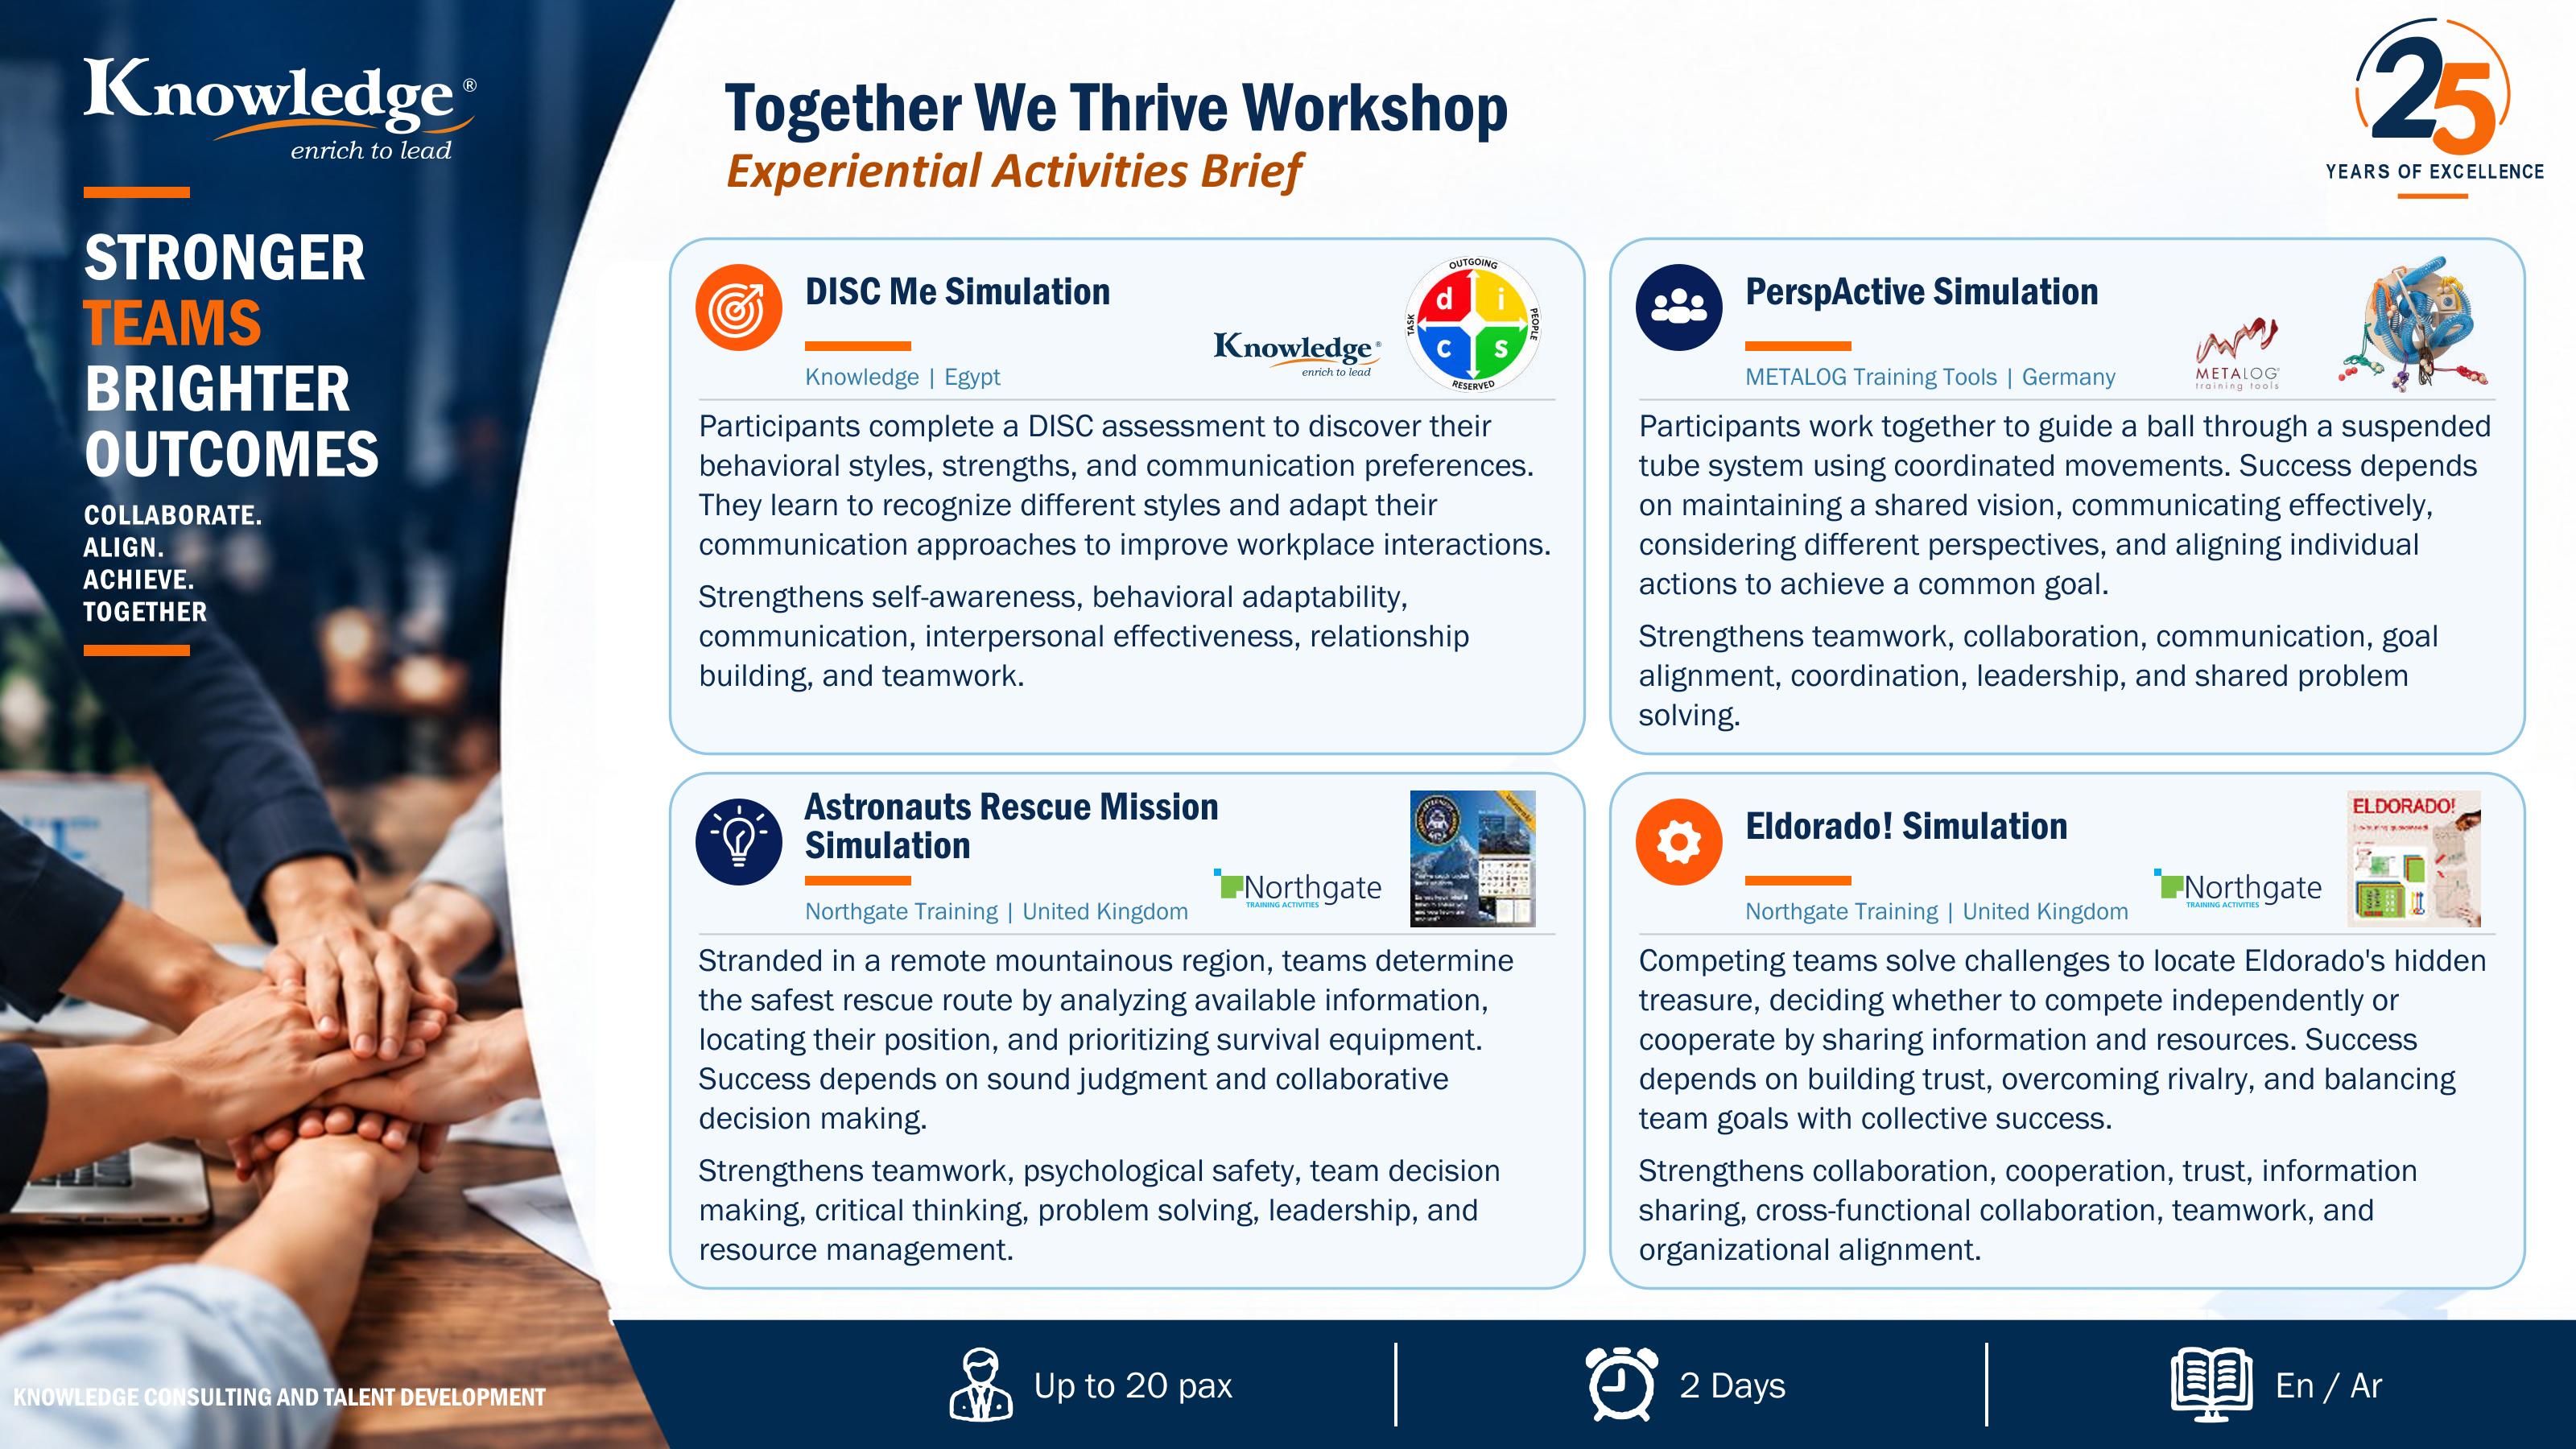 Knowledge®
enrich to lead
STRONGER
TEAMS
BRIGHTER
OUTCOMES
COLLABORATE.
ALIGN.
ACHIEVE.
TOGETHER
KNOWLEDGE CONSULTING AND TALENT DEVELOPMENT
Together We Thrive Workshop
Experiential Activities Brief
25
YEARS OF EXCELLENCE
DISC Me Simulation
Knowledge | Egypt
Knowledge®
enrich to lead
OUTGOING
TASK
PEOPLE
RESERVED
d i
c s
Participants complete a DISC assessment to discover their
behavioral styles, strengths, and communication preferences.
They learn to recognize different styles and adapt their
communication approaches to improve workplace interactions.
Strengthens self-awareness, behavioral adaptability,
communication, interpersonal effectiveness, relationship
building, and teamwork.
PerspActive Simulation
METALOG Training Tools | Germany
METALOG®
training tools
Participants work together to guide a ball through a suspended
tube system using coordinated movements. Success depends
on maintaining a shared vision, communicating effectively,
considering different perspectives, and aligning individual
actions to achieve a common goal.
Strengthens teamwork, collaboration, communication, goal
alignment, coordination, leadership, and shared problem
solving.
Astronauts Rescue Mission
Simulation
Northgate Training | United Kingdom
Northgate
TRAINING ACTIVITIES
Stranded in a remote mountainous region, teams determine
the safest rescue route by analyzing available information,
locating their position, and prioritizing survival equipment.
Success depends on sound judgment and collaborative
decision making.
Strengthens teamwork, psychological safety, team decision
making, critical thinking, problem solving, leadership, and
resource management.
Eldorado! Simulation
Northgate Training | United Kingdom
Northgate
TRAINING ACTIVITIES
ELDORADO!
Competing teams solve challenges to locate Eldorado's hidden
treasure, deciding whether to compete independently or
cooperate by sharing information and resources. Success
depends on building trust, overcoming rivalry, and balancing
team goals with collective success.
Strengthens collaboration, cooperation, trust, information
sharing, cross-functional collaboration, teamwork, and
organizational alignment.
Up to 20 pax
2 Days
En / Ar